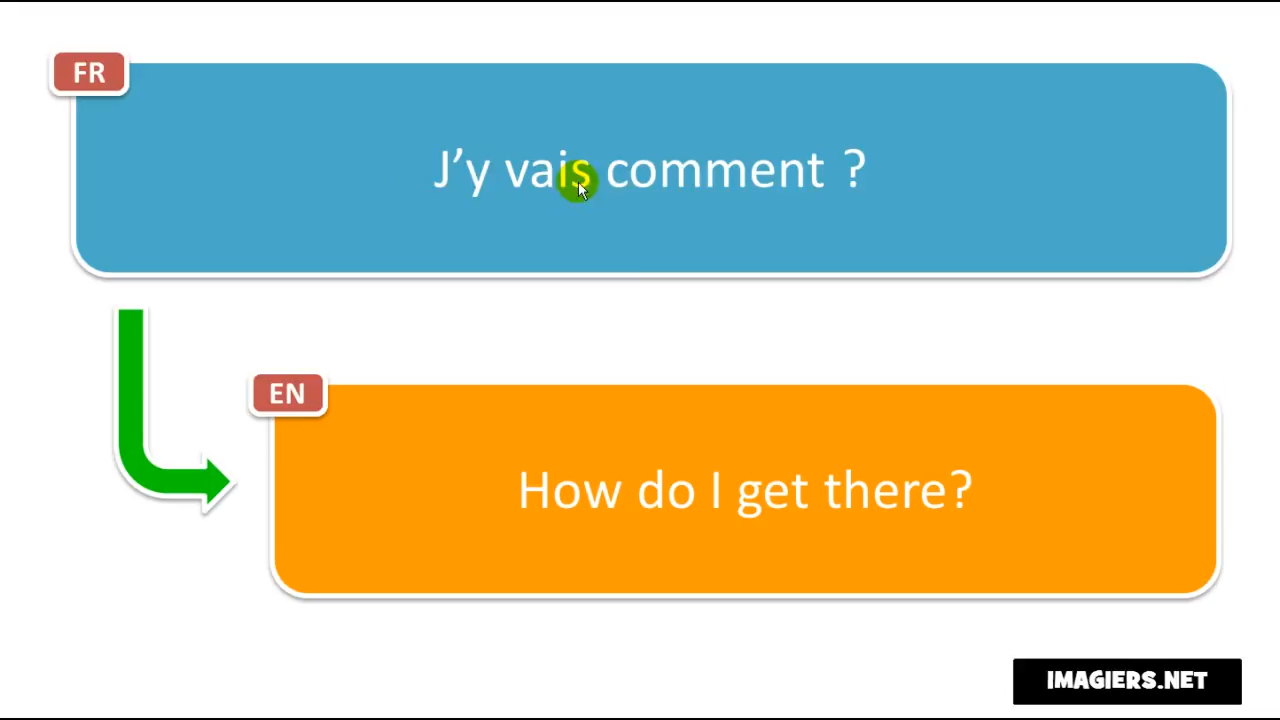 FR
J’y vais comment ?
EN
How do I get there?
IMAGIERS.NET